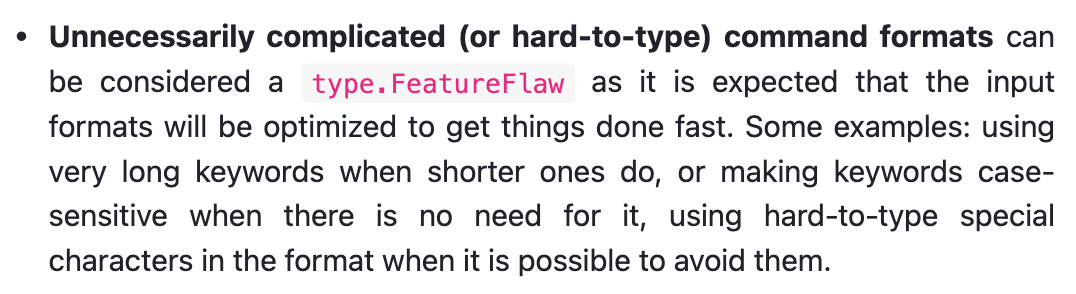 • Unnecessarily complicated (or hard-to-type) command formats can
be considered a type.FeatureFlaw as it is expected that the input
formats will be optimized to get things done fast. Some examples: using
very long keywords when shorter ones do, or making keywords case-
sensitive when there is no need for it, using hard-to-type special
characters in the format when it is possible to avoid them.